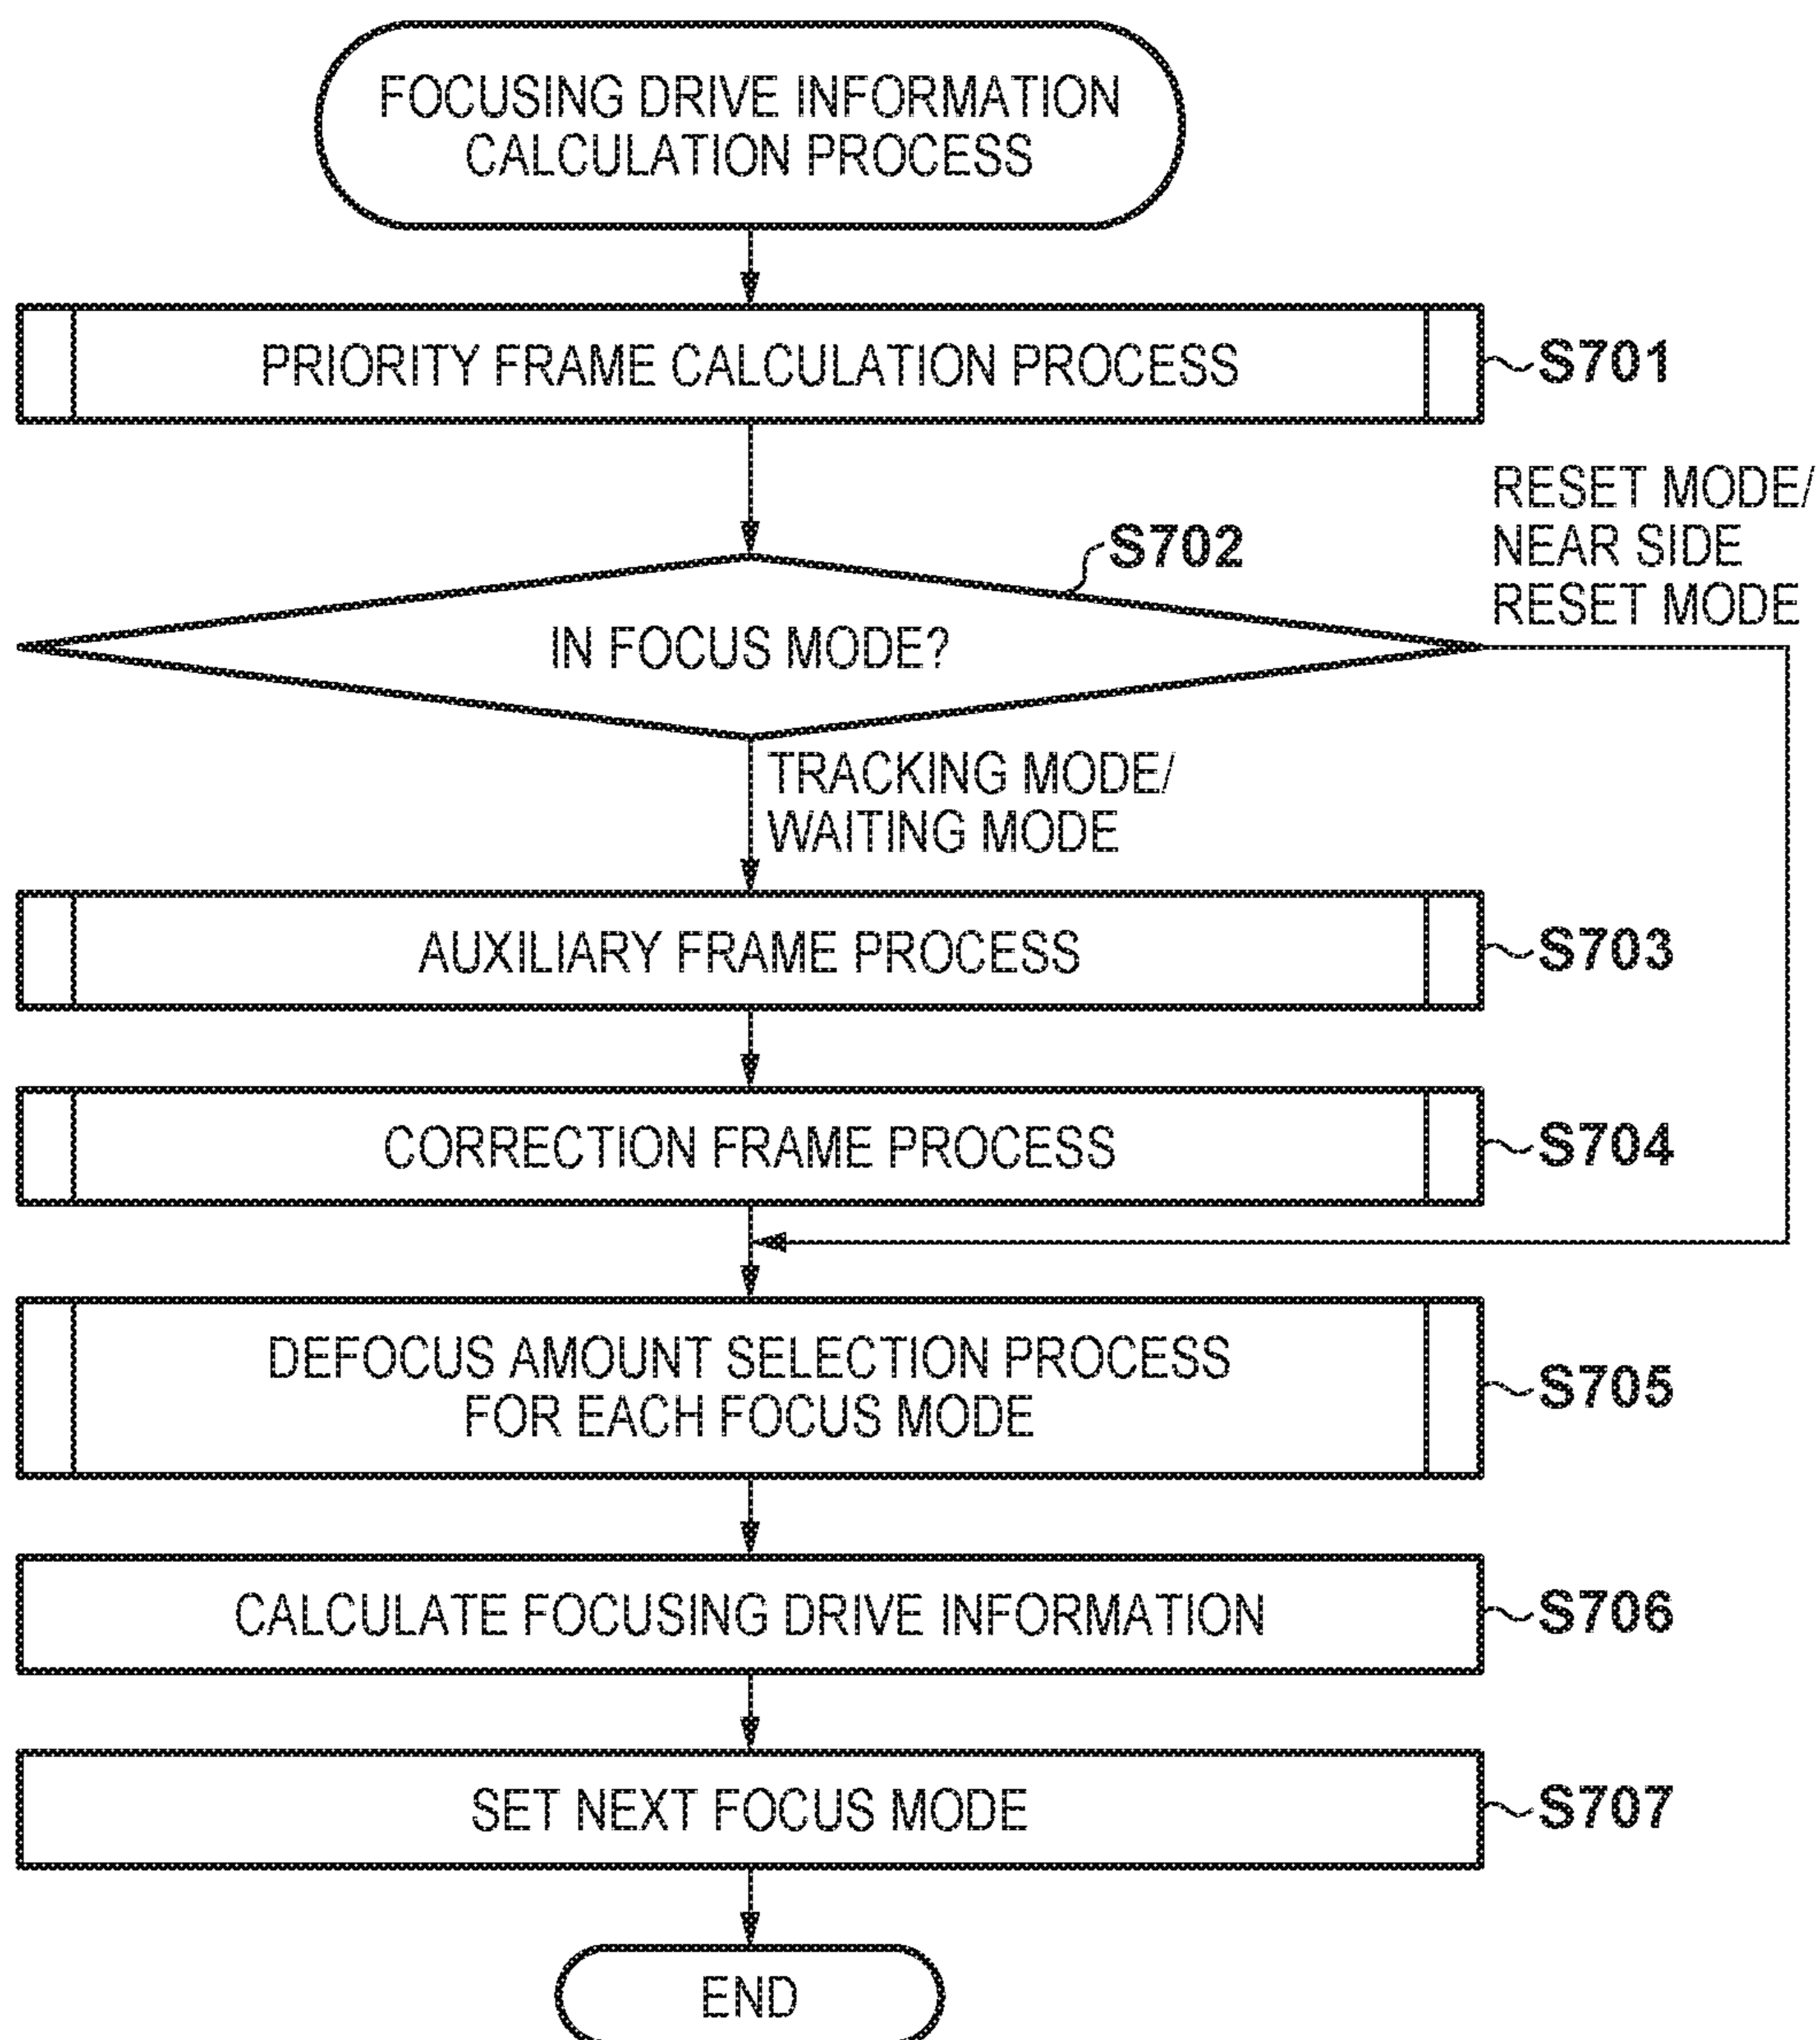 FOCUSING DRIVE INFORMATION
CALCULATION PROCESS
PRIORITY FRAME CALCULATION PROCESS
S701
RESET MODE/
NEAR SIDE
RESET MODE
S702
IN FOCUS MODE?
TRACKING MODE/
WAITING MODE
AUXILIARY FRAME PROCESS
S703
CORRECTION FRAME PROCESS
S704
DEFOCUS AMOUNT SELECTION PROCESS
FOR EACH FOCUS MODE
S705
CALCULATE FOCUSING DRIVE INFORMATION
S706
SET NEXT FOCUS MODE
S707
END